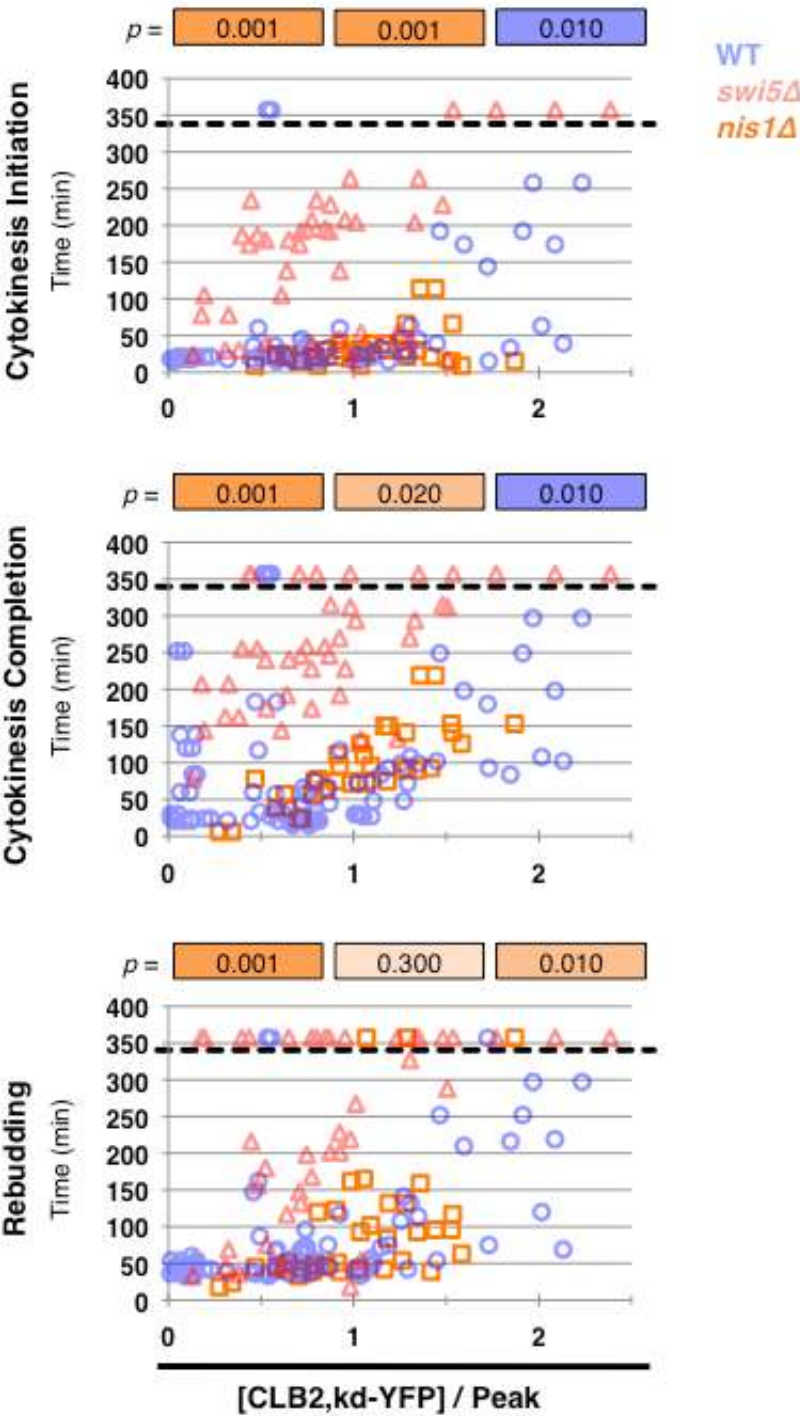 p = 0.001 0.001 0.010
WT
swi5Δ
nis1Δ
Cytokinesis Initiation
Time (min)
400
350
300
250
200
150
100
50
0
0 1 2
p = 0.001 0.020 0.010
Cytokinesis Completion
Time (min)
400
350
300
250
200
150
100
50
0
0 1 2
p = 0.001 0.300 0.010
Rebudding
Time (min)
400
350
300
250
200
150
100
50
0
0 1 2
[CLB2,kd-YFP] / Peak